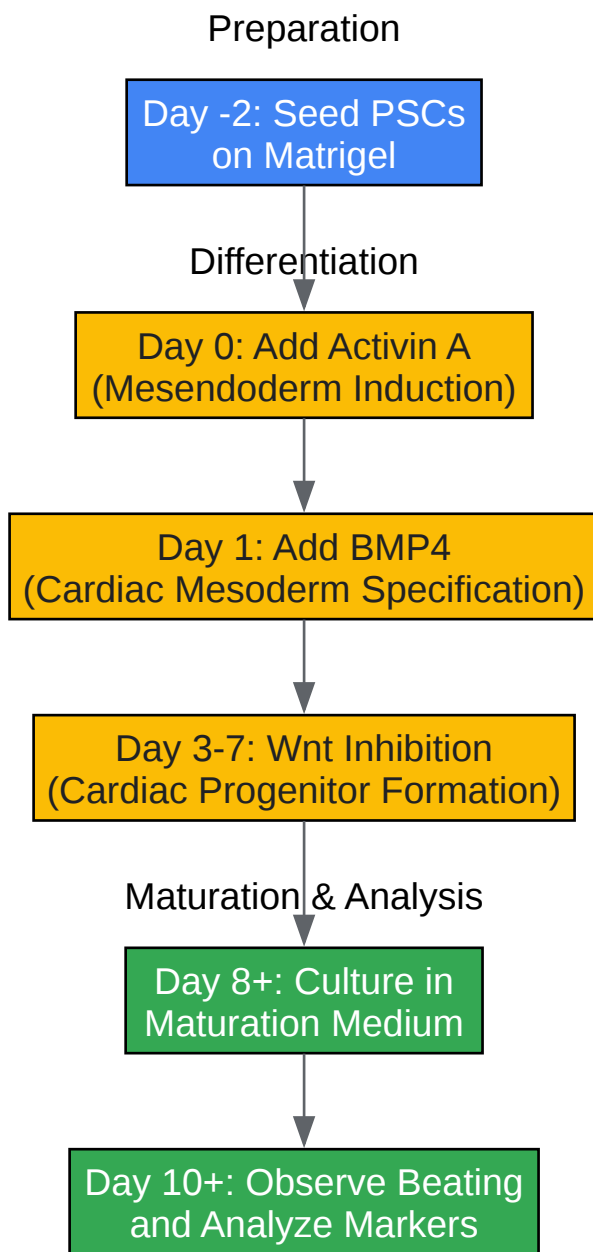 Preparation
Day -2: Seed PSCs
on Matrigel
Differentiation
Day 0: Add Activin A
(Mesendoderm Induction)
Day 1: Add BMP4
(Cardiac Mesoderm Specification)
Day 3-7: Wnt Inhibition
(Cardiac Progenitor Formation)
Maturation & Analysis
Day 8+: Culture in
Maturation Medium
Day 10+: Observe Beating
and Analyze Markers